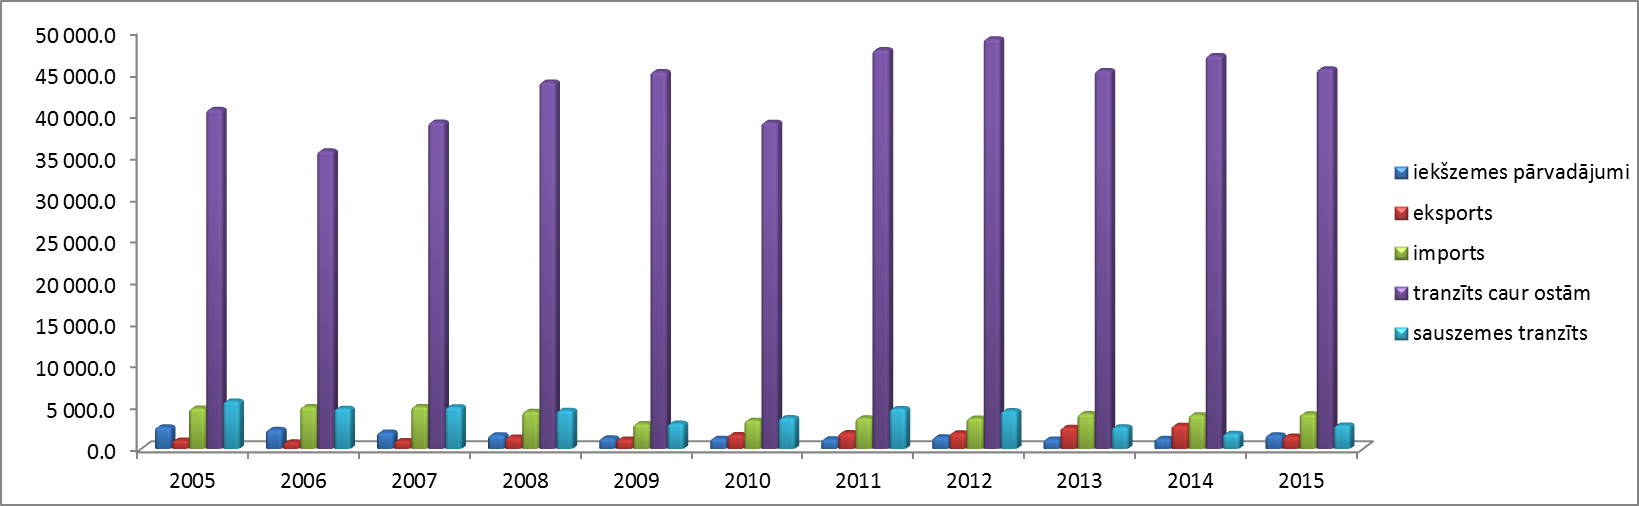 50 000.0
45 000.0
40 000.0
35 000.0
30 000.0
25 000.0
20 000.0
15 000.0
10 000.0
5 000.0
0.0
2005 2006 2007 2008 2009 2010 2011 2012 2013 2014 2015
iekšzemes pārvadājumi
eksports
imports
tranzīts caur ostām
sauszemes tranzīts